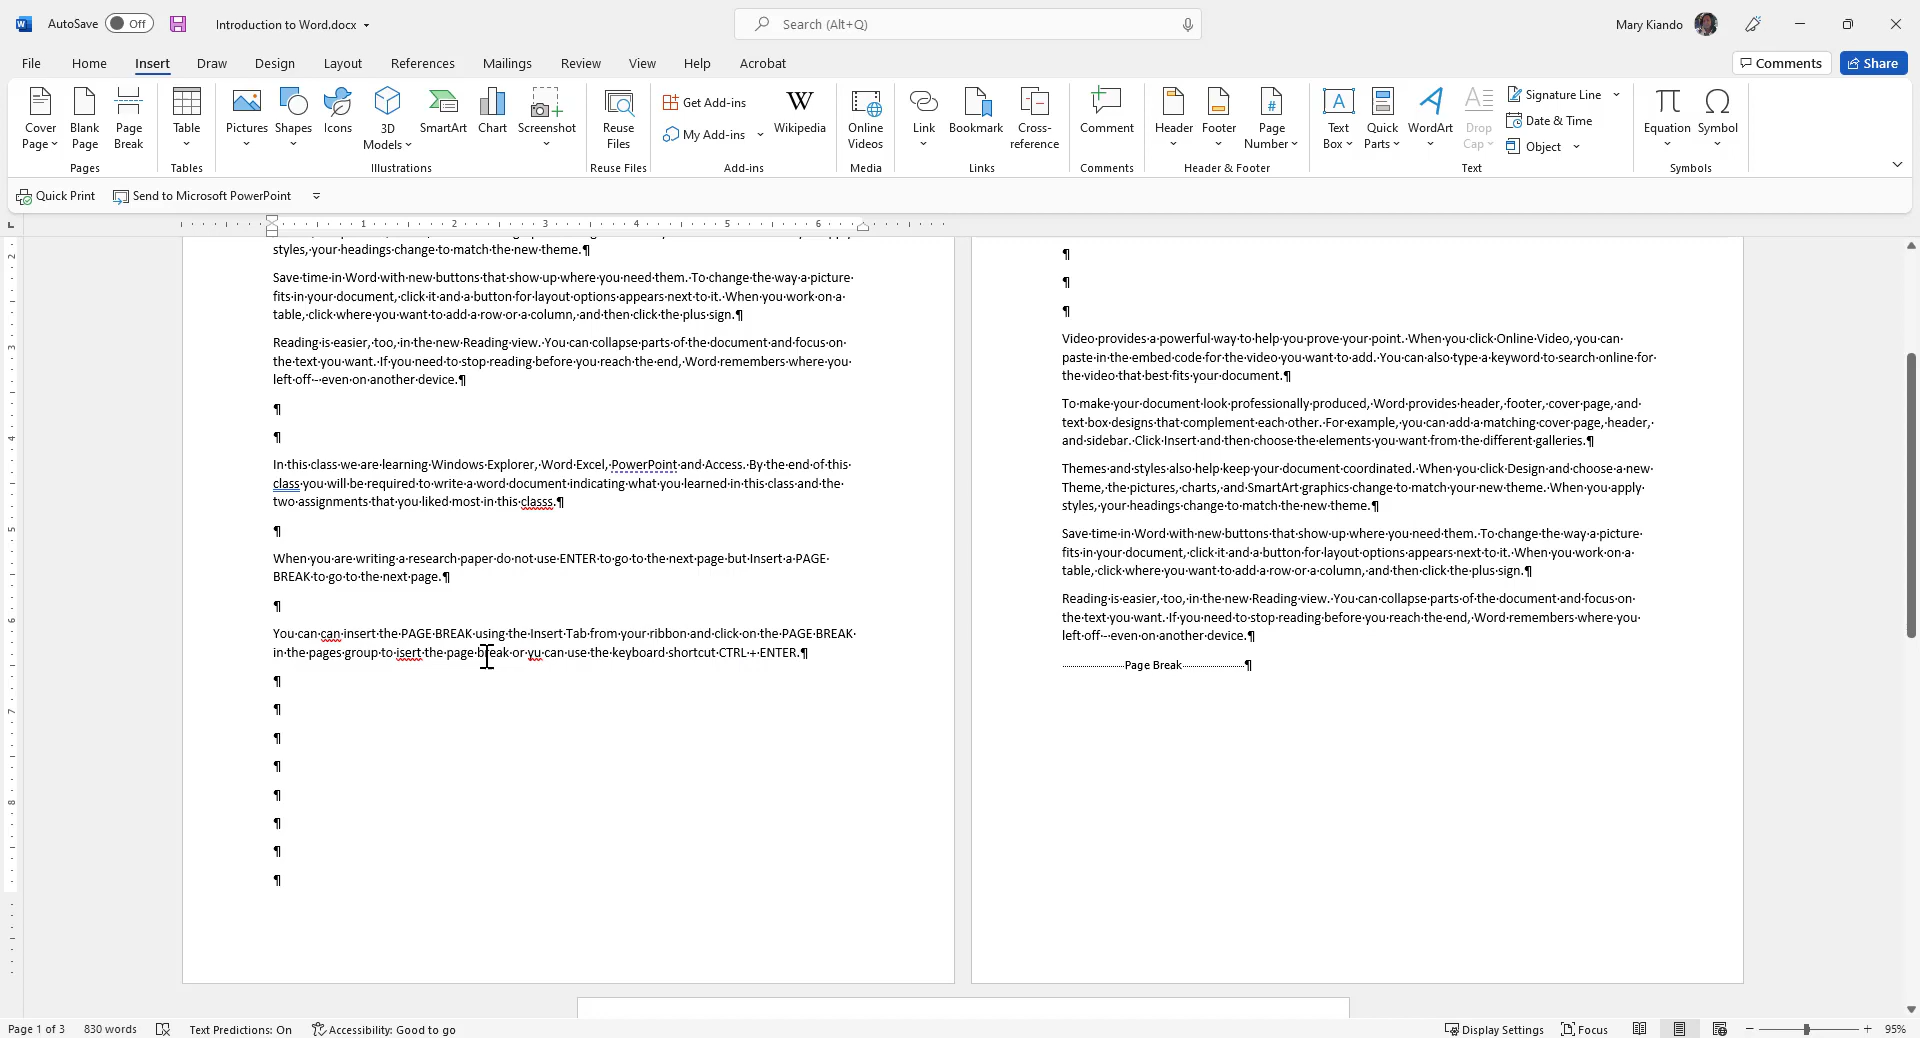 AutoSave Off Introduction to Word.docx
Search (Alt+Q)
Mary Kiando
File Home Insert Draw Design Layout References Mailings Review View Help Acrobat
Comments Share
Cover Page
Blank Page
Page Break
Pages
Table
Tables
Pictures
Shapes
Icons
3D Models
SmartArt
Chart
Screenshot
Illustrations
Reuse Files
Reuse Files
Get Add-ins
My Add-ins
Wikipedia
Add-ins
Online Videos
Media
Link
Bookmark
Cross-reference
Links
Comment
Comments
Header
Footer
Page Number
Header & Footer
A
Text Box
Quick Parts
WordArt
Drop Cap
Signature Line
Date & Time
Object
Text
Equation
Symbol
Symbols
Quick Print Send to Microsoft PowerPoint
1 2 3 4 5 6
2
3
4
5
6
7
8
styles, your headings change to match the new theme.¶
Save time in Word with new buttons that show up where you need them. To change the way a picture
fits in your document, click it and a button for layout options appears next to it. When you work on a
table, click where you want to add a row or a column, and then click the plus sign.¶
Reading is easier, too, in the new Reading view. You can collapse parts of the document and focus on
the text you want. If you need to stop reading before you reach the end, Word remembers where you
left off - even on another device.¶
¶
¶
In this class we are learning Windows Explorer, Word Excel, PowerPoint and Access. By the end of this
class you will be required to write a word document indicating what you learned in this class and the
two assignments that you liked most in this classs.¶
¶
When you are writing a research paper do not use ENTER to go to the next page but Insert a PAGE
BREAK to go to the next page.¶
¶
You can can insert the PAGE BREAK using the Insert Tab from your ribbon and click on the PAGE BREAK
in the pages group to isert the page break or yu can use the keyboard shortcut CTRL + ENTER.¶
¶
¶
¶
¶
¶
¶
¶
¶
¶
¶
¶
Video provides a powerful way to help you prove your point. When you click Online Video, you can
paste in the embed code for the video you want to add. You can also type a keyword to search online for
the video that best fits your document.¶
To make your document look professionally produced, Word provides header, footer, cover page, and
text box designs that complement each other. For example, you can add a matching cover page, header,
and sidebar. Click Insert and then choose the elements you want from the different galleries.¶
Themes and styles also help keep your document coordinated. When you click Design and choose a new
Theme, the pictures, charts, and SmartArt graphics change to match your new theme. When you apply
styles, your headings change to match the new theme.¶
Save time in Word with new buttons that show up where you need them. To change the way a picture
fits in your document, click it and a button for layout options appears next to it. When you work on a
table, click where you want to add a row or a column, and then click the plus sign.¶
Reading is easier, too, in the new Reading view. You can collapse parts of the document and focus on
the text you want. If you need to stop reading before you reach the end, Word remembers where you
left off - even on another device.¶
Page Break¶
Page 1 of 3 830 words Text Predictions: On Accessibility: Good to go
Display Settings Focus 95%